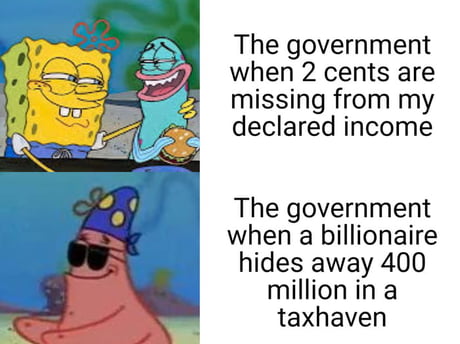 The government
when 2 cents are
missing from my
declared income
The government
when a billionaire
hides away 400
million in a
taxhaven